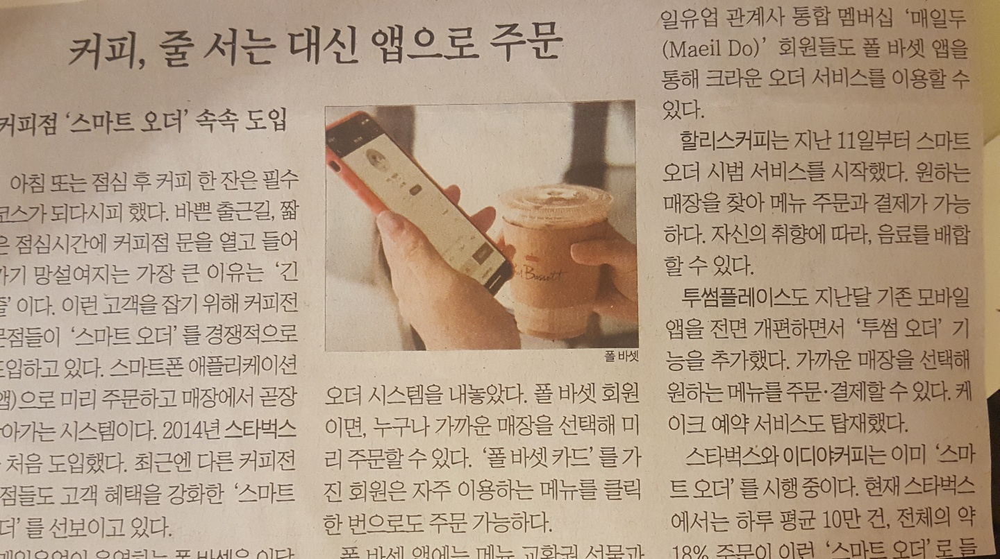 커피, 줄 서는 대신 앱으로 주문
커피점 ‘스마트 오더’ 속속 도입
아침 또는 점심 후 커피 한 잔은 필수
코스가 되다시피 했다. 바쁜 출근길, 짧
은 점심시간에 커피점 문을 열고 들어
가기 망설여지는 가장 큰 이유는 ‘긴
줄’이다. 이런 고객을 잡기 위해 커피전
문점들이 ‘스마트 오더’를 경쟁적으로
도입하고 있다. 스마트폰 애플리케이션
앱)으로 미리 주문하고 매장에서 곧장
아가는 시스템이다. 2014년 스타벅스
처음 도입했다. 최근엔 다른 커피전
점들도 고객 혜택을 강화한 ‘스마트
더’를 선보이고 있다.
매일유업이 운영하는 폴 바셋은 이달
폴 바셋
오더 시스템을 내놓았다. 폴 바셋 회원
이면, 누구나 가까운 매장을 선택해 미
리 주문할 수 있다. ‘폴 바셋 카드’를 가
진 회원은 자주 이용하는 메뉴를 클릭
한 번으로도 주문 가능하다.
폴 바셋 앱에는 메뉴 교환권 선물과
일유업 관계사 통합 멤버십 ‘매일두
(Maeil Do)’ 회원들도 폴 바셋 앱을
통해 크라운 오더 서비스를 이용할 수
있다.
할리스커피는 지난 11일부터 스마트
오더 시범 서비스를 시작했다. 원하는
매장을 찾아 메뉴 주문과 결제가 가능
하다. 자신의 취향에 따라, 음료를 배합
할 수 있다.
투썸플레이스도 지난달 기존 모바일
앱을 전면 개편하면서 ‘투썸 오더’ 기
능을 추가했다. 가까운 매장을 선택해
원하는 메뉴를 주문·결제할 수 있다. 케
이크 예약 서비스도 탑재했다.
스타벅스와 이디야커피는 이미 ‘스마
트 오더’를 시행 중이다. 현재 스타벅스
에서는 하루 평균 10만 건, 전체의 약
18% 주문이 이런 ‘스마트 오더’로 들